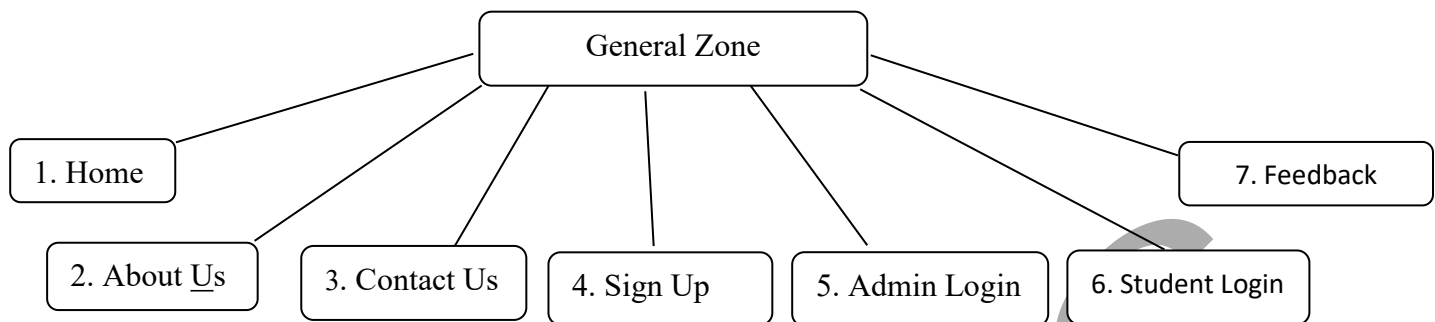 General Zone
1. Home
7. Feedback
2. About Us
3. Contact Us
4. Sign Up
5. Admin Login
6. Student Login